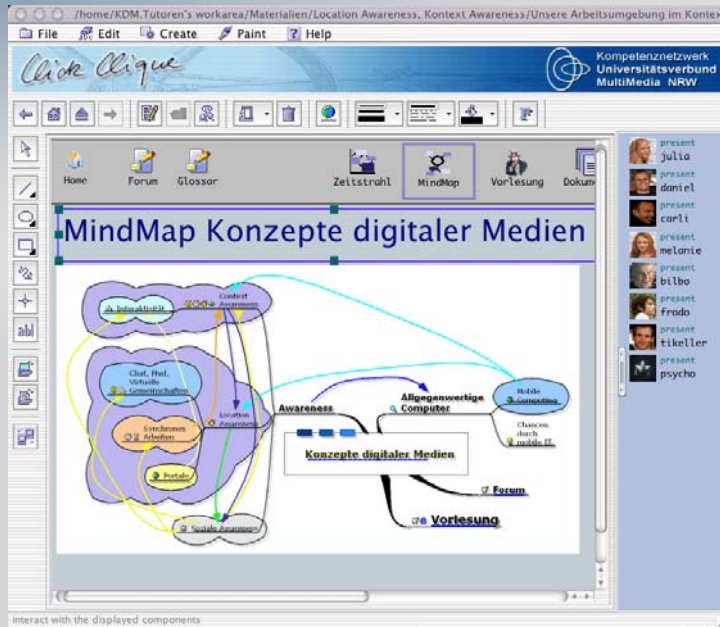 /home/KDM.Tutoren's workarea/Materialien/Location Awareness, Kontext Awareness/Unsere Arbeitsumgebung im Kontex
File Edit Create Paint Help
Click Clique
Kompetenznetzwerk
Universitätsverbund
MultiMedia NRW
Home
Forum
Glossar
Zeitstrahl
MindMap
Vorlesung
Dokum
MindMap Konzepte digitaler Medien
Context
Awareness
Interaktivität
Chat, Mud,
Virtuelle
Gemeinschaften
Location
Awareness
Synchrones
Arbeiten
Portale
Soziale Awareness
Awareness
Allgegenwertige
Computer
Mobile
Computing
Chancen
durch
mobile IT.
Konzepte digitaler Medien
Forum
Vorlesung
present
julia
present
daniel
present
carli
present
melanie
present
bilbo
present
frodo
present
tikeller
present
psycho
abl
F
interact with the displayed components